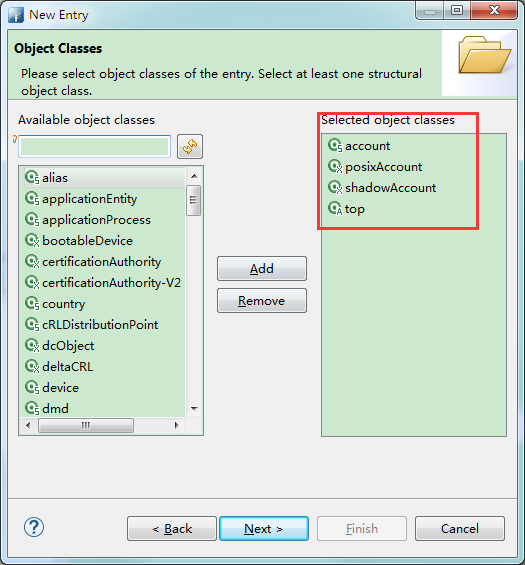 New Entry
Object Classes
Please select object classes of the entry. Select at least one structural
object class.
Available object classes
alias
applicationEntity
applicationProcess
bootableDevice
certificationAuthority
certificationAuthority-V2
country
cRLDistributionPoint
dcObject
deltaCRL
device
dmd
Add
Remove
Selected object classes
account
posixAccount
shadowAccount
top
?
< Back
Next >
Finish
Cancel